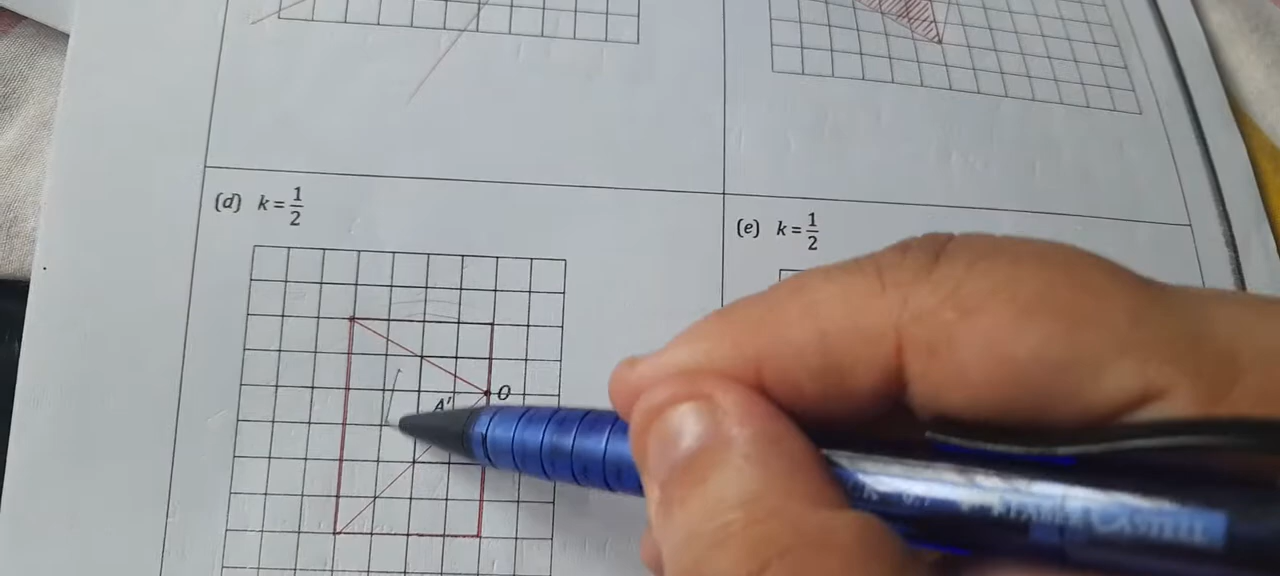 (d) k = 1/2
(e) k = 1/2
A' O